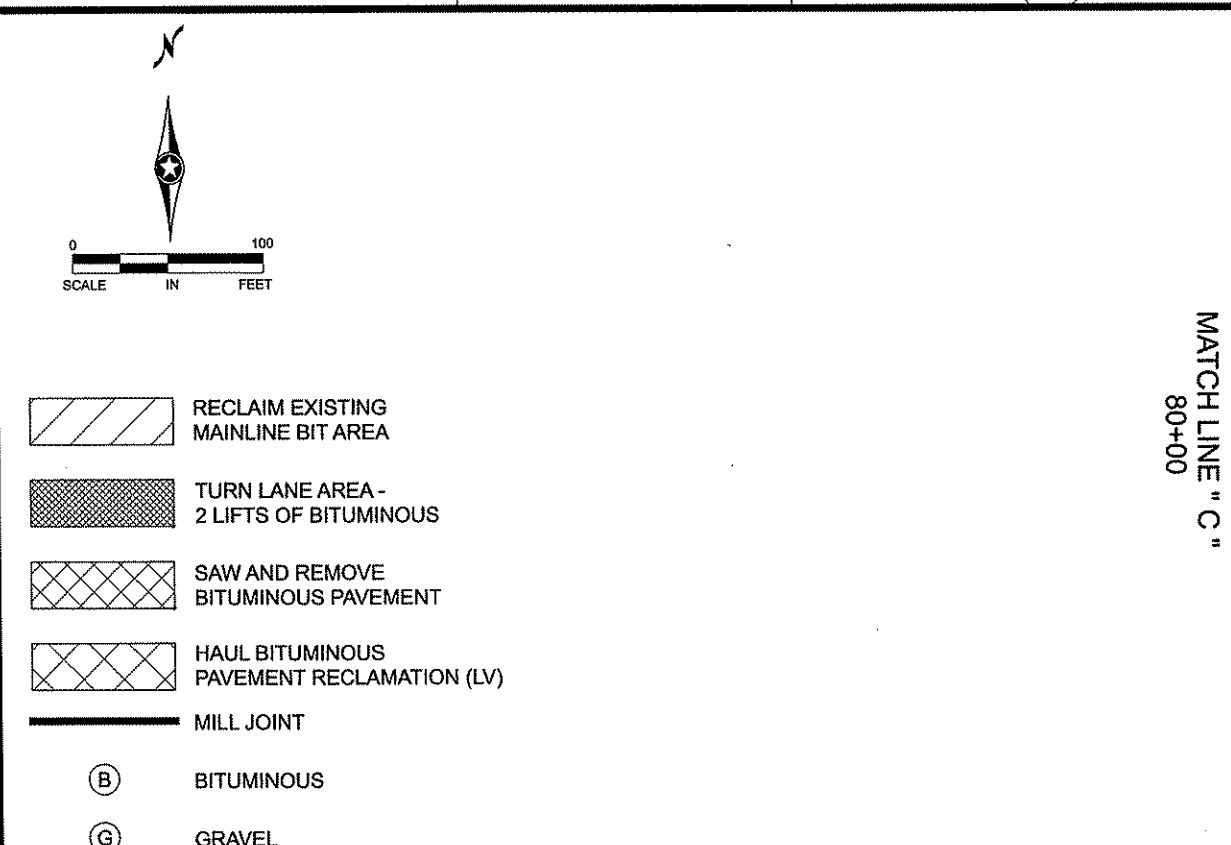 N
0 100
SCALE IN FEET
RECLAIM EXISTING
MAINLINE BIT AREA
TURN LANE AREA -
2 LIFTS OF BITUMINOUS
SAW AND REMOVE
BITUMINOUS PAVEMENT
HAUL BITUMINOUS
PAVEMENT RECLAMATION (LV)
MILL JOINT
B BITUMINOUS
G GRAVEL
MATCH LINE " C "
80+00